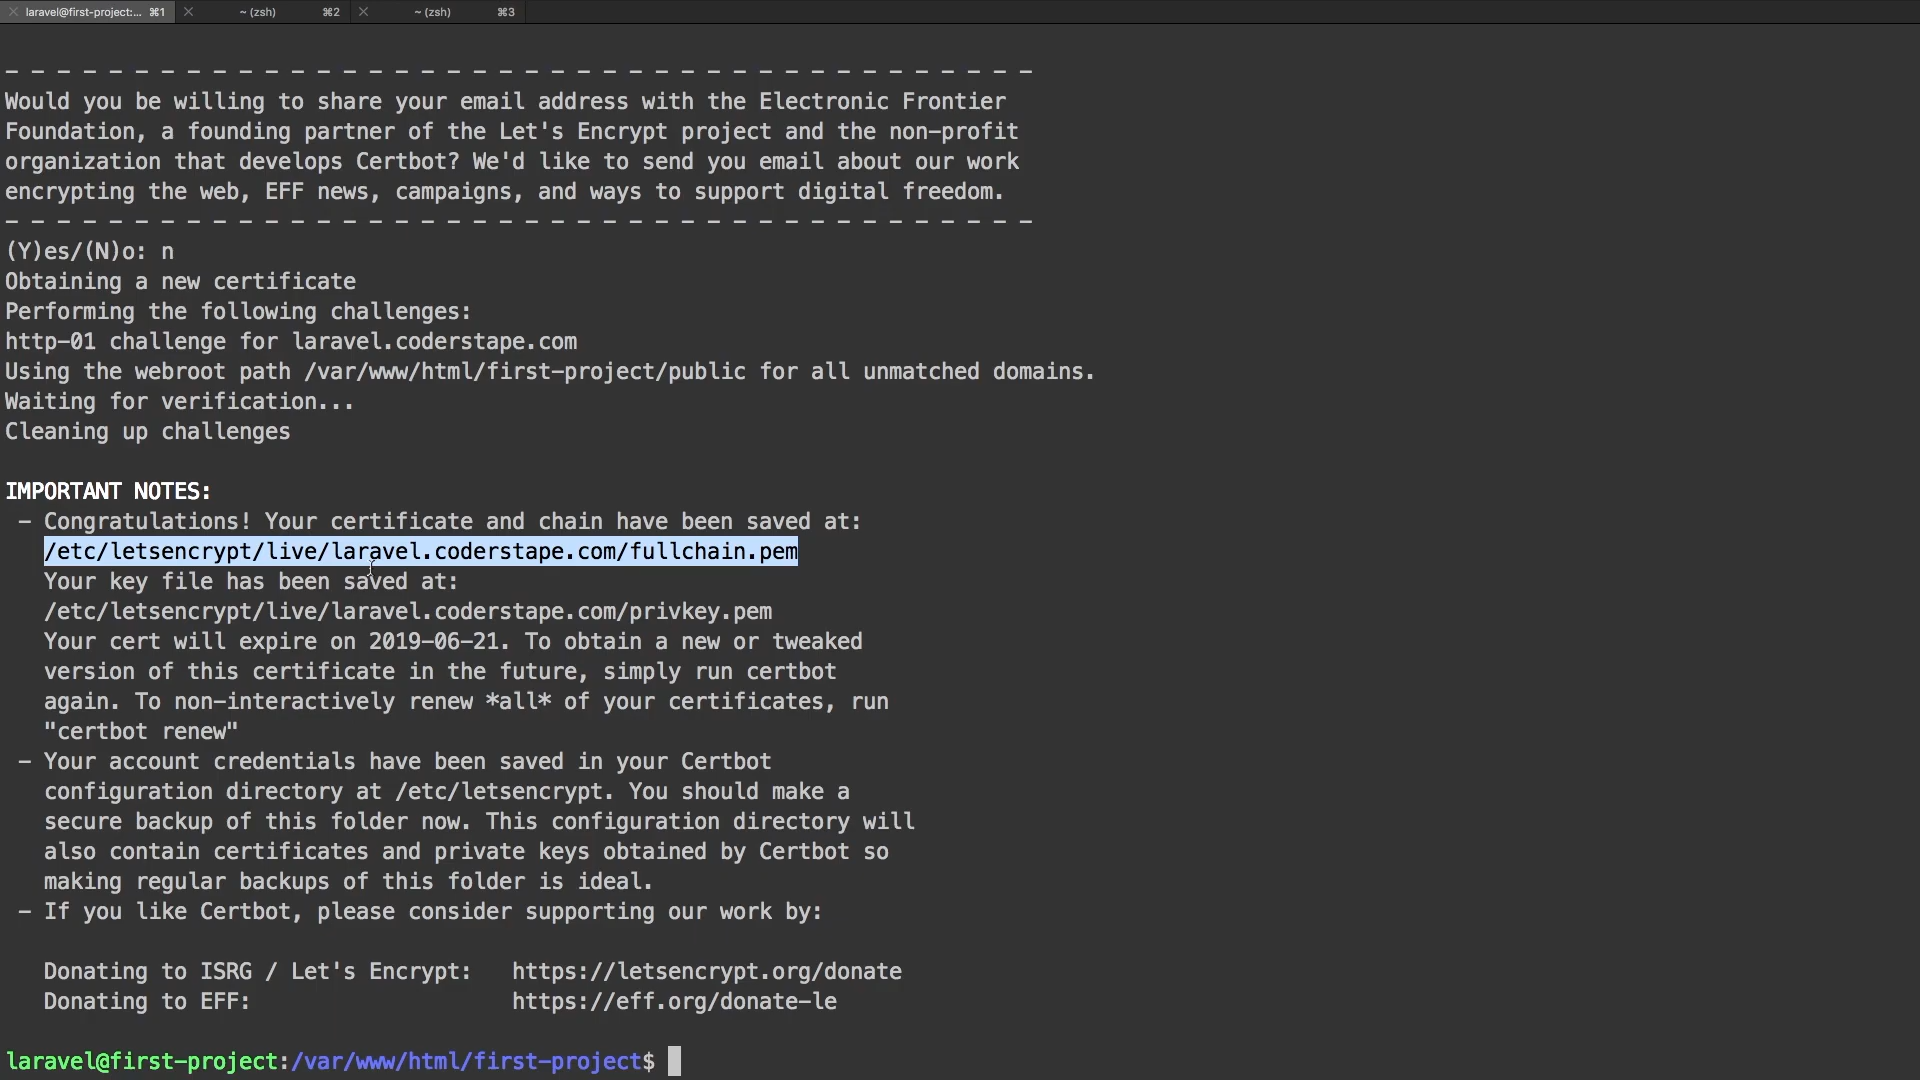 laravel@first-project:... ⌘1 ~ (zsh) ⌘2 ~ (zsh) ⌘3
- - - - - - - - - - - - - - - - - - - - - - - - - - - - - - - - - - - - - - - -
Would you be willing to share your email address with the Electronic Frontier
Foundation, a founding partner of the Let's Encrypt project and the non-profit
organization that develops Certbot? We'd like to send you email about our work
encrypting the web, EFF news, campaigns, and ways to support digital freedom.
- - - - - - - - - - - - - - - - - - - - - - - - - - - - - - - - - - - - - - - -
(Y)es/(N)o: n
Obtaining a new certificate
Performing the following challenges:
http-01 challenge for laravel.coderstape.com
Using the webroot path /var/www/html/first-project/public for all unmatched domains.
Waiting for verification...
Cleaning up challenges
IMPORTANT NOTES:
- Congratulations! Your certificate and chain have been saved at:
/etc/letsencrypt/live/laravel.coderstape.com/fullchain.pem
Your key file has been saved at:
/etc/letsencrypt/live/laravel.coderstape.com/privkey.pem
Your cert will expire on 2019-06-21. To obtain a new or tweaked
version of this certificate in the future, simply run certbot
again. To non-interactively renew *all* of your certificates, run
"certbot renew"
- Your account credentials have been saved in your Certbot
configuration directory at /etc/letsencrypt. You should make a
secure backup of this folder now. This configuration directory will
also contain certificates and private keys obtained by Certbot so
making regular backups of this folder is ideal.
- If you like Certbot, please consider supporting our work by:
Donating to ISRG / Let's Encrypt: https://letsencrypt.org/donate
Donating to EFF: https://eff.org/donate-le
laravel@first-project:/var/www/html/first-project$